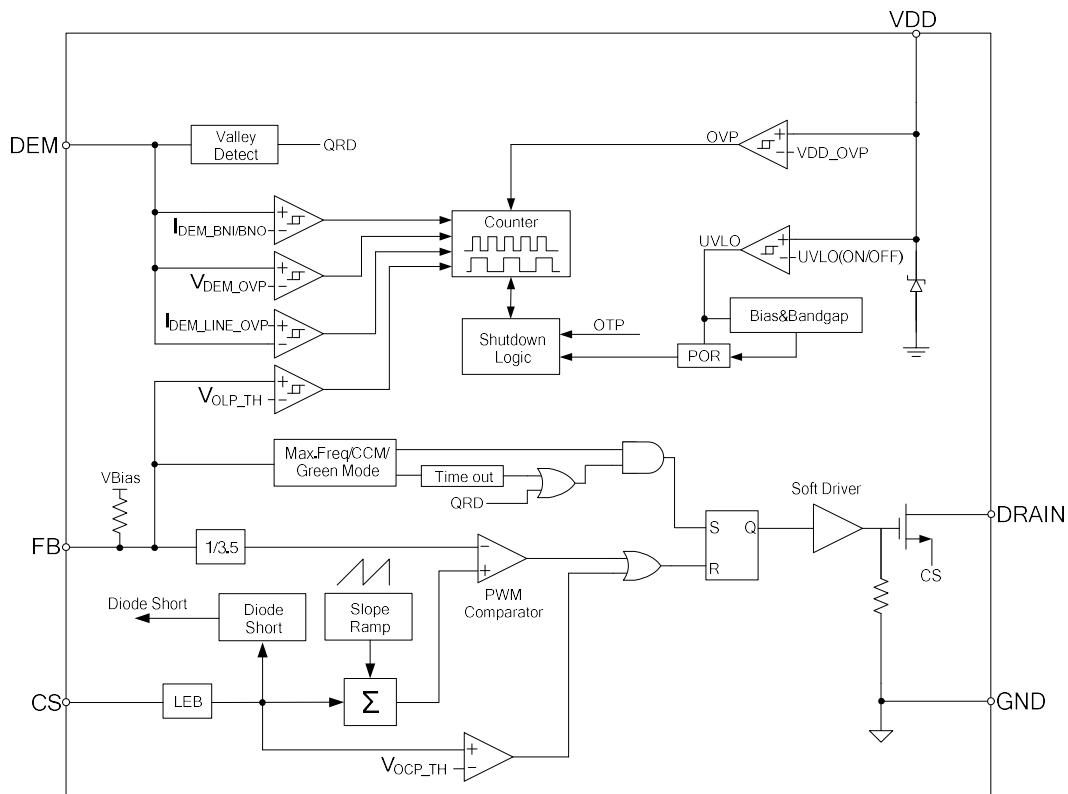 VDD
DEM
Valley
Detect
QRD
OVP
+
−
VDD_OVP
IDEM_BNI/BNO
+
−
Counter
UVLO
+
−
UVLO(ON/OFF)
VDEM_OVP
+
−
IDEM_LINE_OVP
+
−
Shutdown
Logic
OTP
Bias&Bandgap
POR
VOLP_TH
+
−
Max.Freq/CCM/
Green Mode
Time out
QRD
VBias
Soft Driver
FB
1/3.5
−
+
PWM
Comparator
S
Q
R
DRAIN
CS
Diode Short
Diode
Short
Slope
Ramp
CS
LEB
Σ
GND
VOCP_TH
+
−